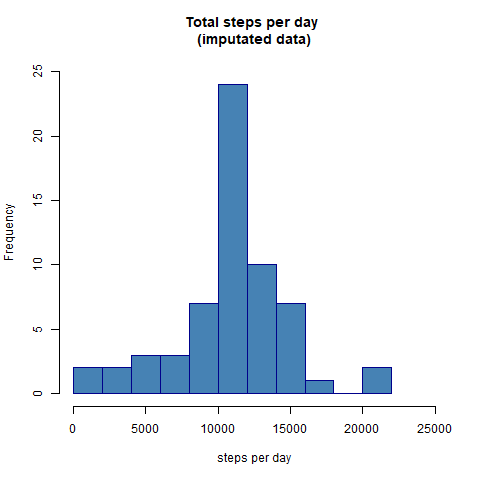 Total steps per day
(imputated data)
Frequency
25
20
15
10
5
0
0 5000 10000 15000 20000 25000
steps per day